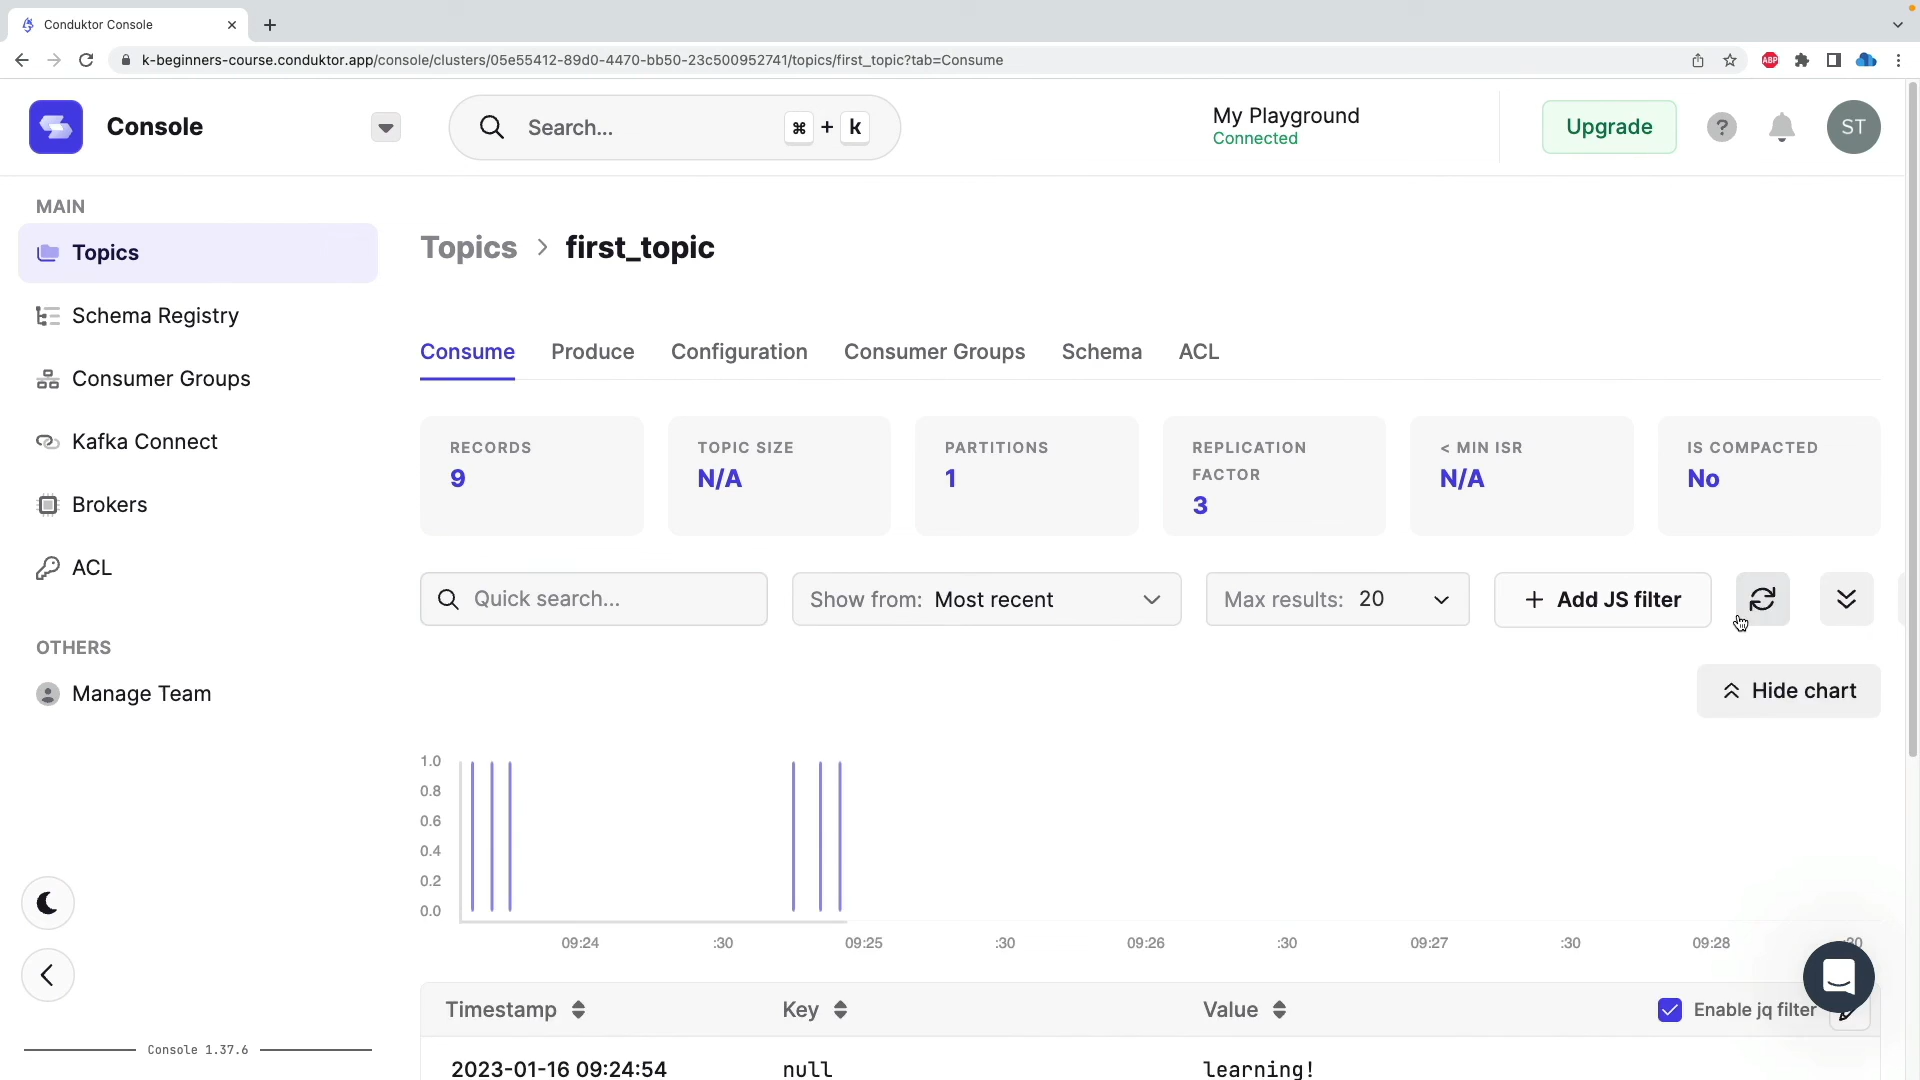 Conduktor Console
k-beginners-course.conduktor.app/console/clusters/05e55412-89d0-4470-bb50-23c500952741/topics/first_topic?tab=Consume
ABP
Console
Search...
⌘ + k
My Playground
Connected
Upgrade
?
ST
MAIN
Topics
Schema Registry
Consumer Groups
Kafka Connect
Brokers
ACL
OTHERS
Manage Team
Console 1.37.6
Topics > first_topic
Consume Produce Configuration Consumer Groups Schema ACL
RECORDS
9
TOPIC SIZE
N/A
PARTITIONS
1
REPLICATION
FACTOR
3
< MIN ISR
N/A
IS COMPACTED
No
Quick search...
Show from: Most recent
Max results: 20
+ Add JS filter
Hide chart
1.0
0.8
0.6
0.4
0.2
0.0
09:24 :30 09:25 :30 09:26 :30 09:27 :30 09:28
Timestamp Key Value Enable jq filter
2023-01-16 09:24:54 null learning!